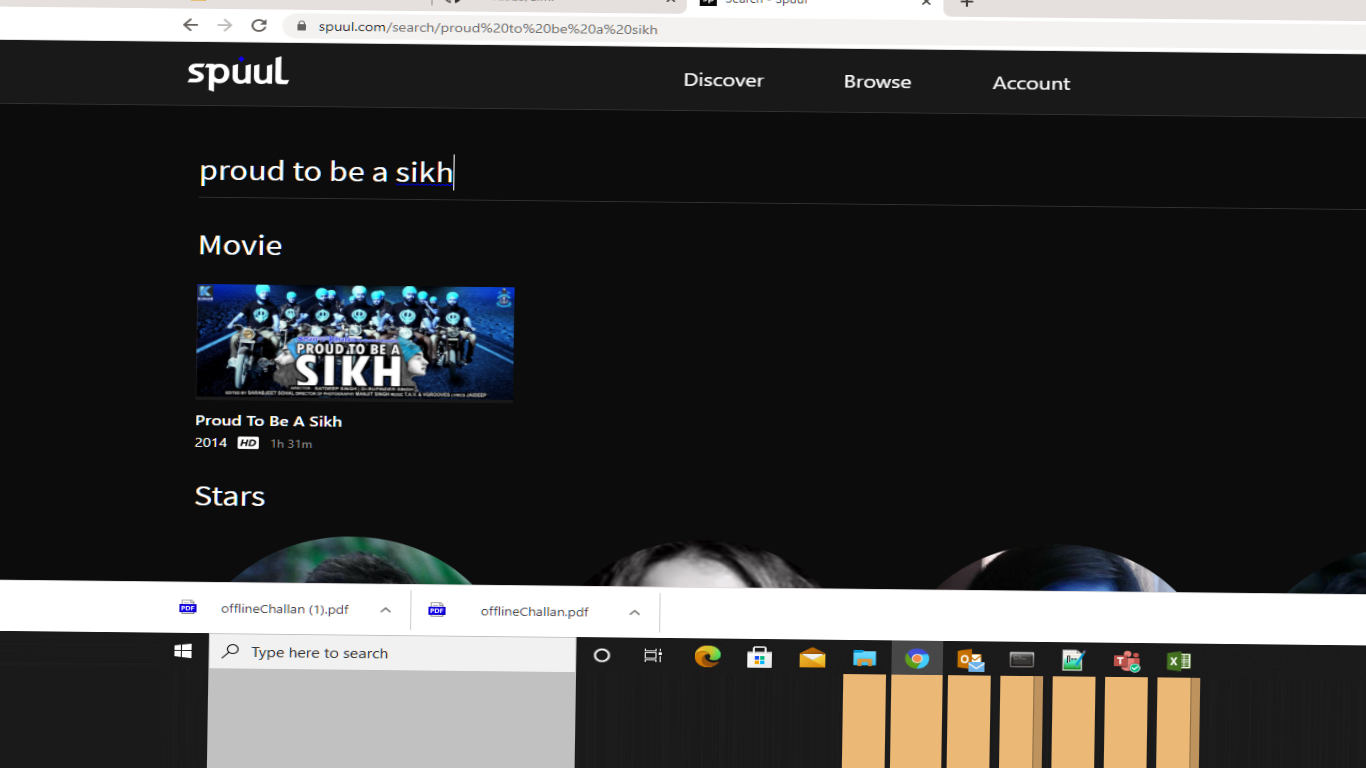 spuul.com/search/proud%20to%20be%20a%20sikh
spuul
Discover
Browse
Account
proud to be a sikh
Movie
PROUD TO BE A
SIKH
Proud To Be A Sikh
2014 HD 1h 31m
Stars
PDF offlineChallan (1).pdf
PDF offlineChallan.pdf
Type here to search